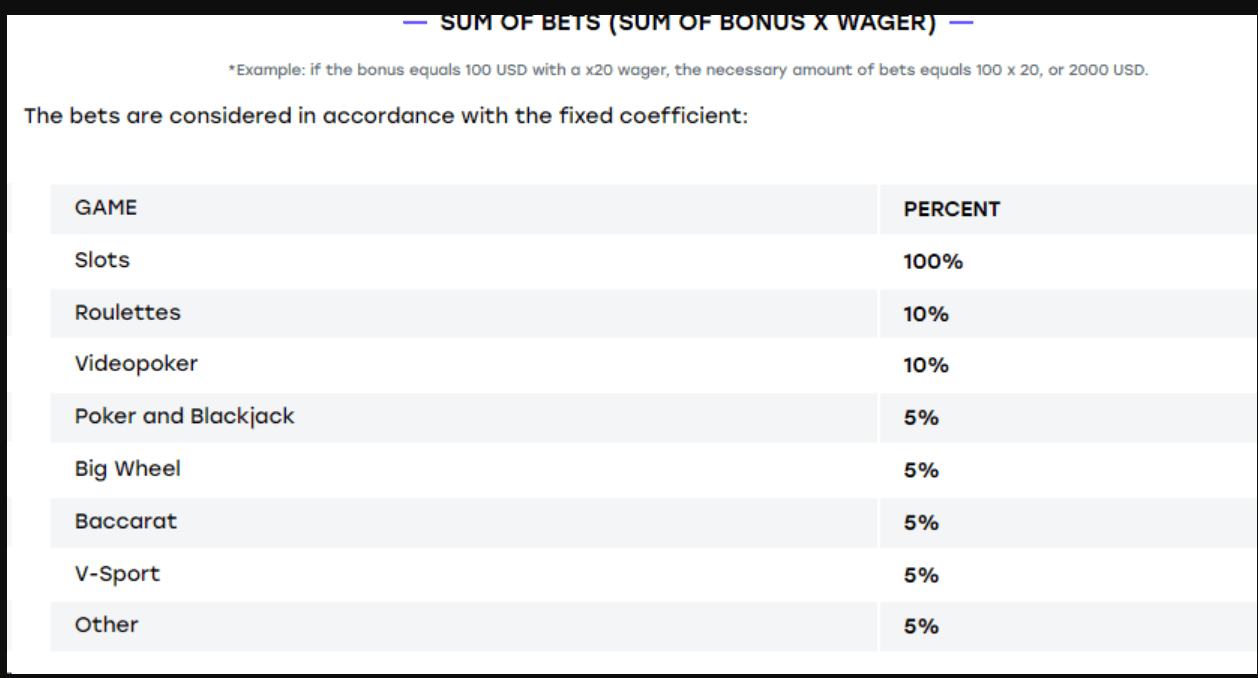 — SUM OF BETS (SUM OF BONUS X WAGER) —
*Example: if the bonus equals 100 USD with a x20 wager, the necessary amount of bets equals 100 x 20, or 2000 USD.
The bets are considered in accordance with the fixed coefficient:
GAME PERCENT
Slots 100%
Roulettes 10%
Videopoker 10%
Poker and Blackjack 5%
Big Wheel 5%
Baccarat 5%
V-Sport 5%
Other 5%